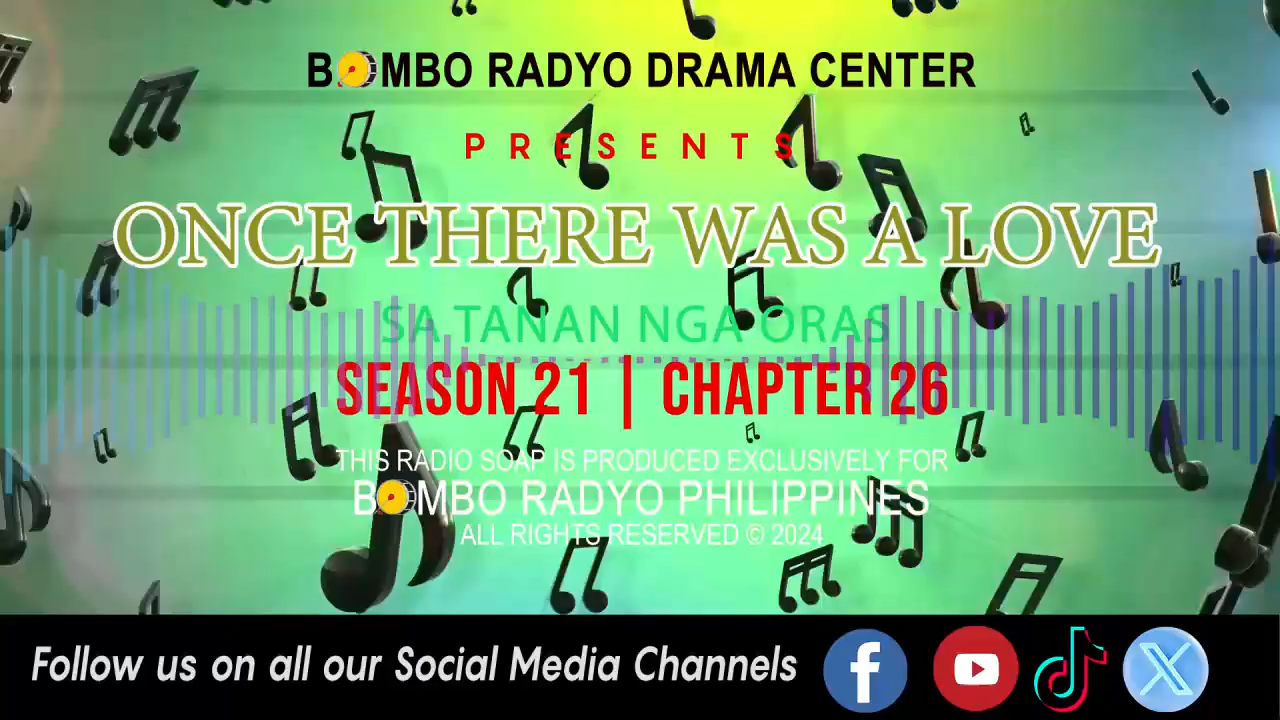 BOMBO RADYO DRAMA CENTER
PRESENTS
ONCE THERE WAS A LOVE
SA TANAN NGA ORAS
SEASON 21 | CHAPTER 26
THIS RADIO SOAP IS PRODUCED EXCLUSIVELY FOR
BOMBO RADYO PHILIPPINES
ALL RIGHTS RESERVED © 2024
Follow us on all our Social Media Channels